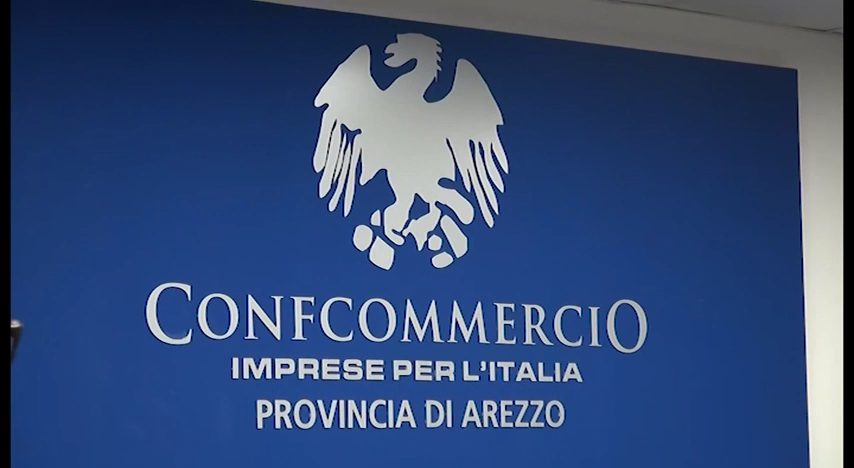 CONFCOMMERCIO
IMPRESE PER L'ITALIA
PROVINCIA DI AREZZO